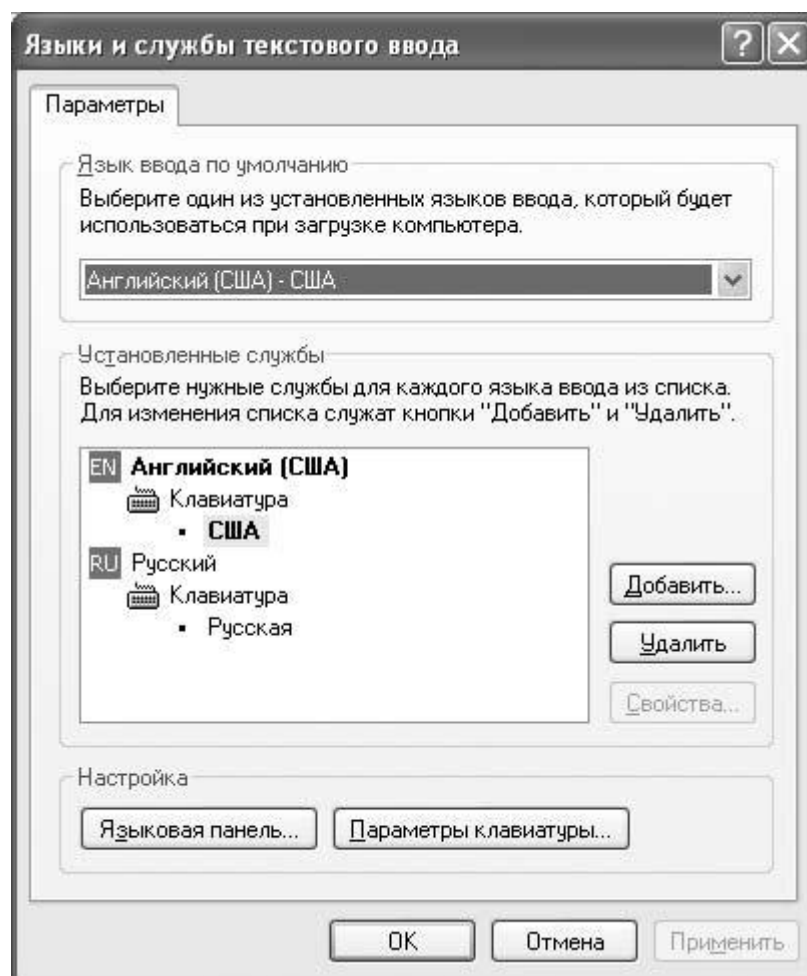 Языки и службы текстового ввода
Параметры
Язык ввода по умолчанию
Выберите один из установленных языков ввода, который будет
использоваться при загрузке компьютера.
Английский (США) - США
Установленные службы
Выберите нужные службы для каждого языка ввода из списка.
Для изменения списка служат кнопки "Добавить" и "Удалить".
EN Английский (США)
Клавиатура
▪ США
RU Русский
Клавиатура
▪ Русская
Добавить...
Удалить
Свойства...
Настройка
Языковая панель... Параметры клавиатуры...
OK Отмена Применить